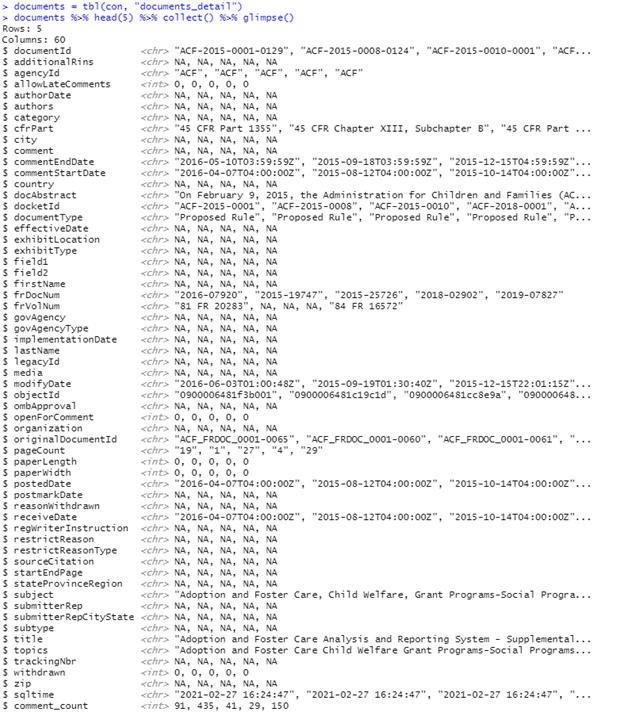 > documents = tbl(con, "documents_detail")
> documents %>% head(5) %>% collect() %>% glimpse()
Rows: 5
Columns: 60
$ documentId <chr> "ACF-2015-0001-0129", "ACF-2015-0008-0124", "ACF-2015-0010-0001", "ACF...
$ additionalRins <chr> NA, NA, NA, NA, NA
$ agencyId <chr> "ACF", "ACF", "ACF", "ACF", "ACF"
$ allowLateComments <int> 0, 0, 0, 0, 0
$ authorDate <chr> NA, NA, NA, NA, NA
$ authors <chr> NA, NA, NA, NA, NA
$ category <chr> NA, NA, NA, NA, NA
$ cfrPart <chr> "45 CFR Part 1355", "45 CFR Chapter XIII, Subchapter B", "45 CFR Part ...
$ city <chr> NA, NA, NA, NA, NA
$ comment <chr> NA, NA, NA, NA, NA
$ commentEndDate <chr> "2016-05-10T03:59:59Z", "2015-09-18T03:59:59Z", "2015-12-15T04:59:59Z"...
$ commentStartDate <chr> "2016-04-07T04:00:00Z", "2015-08-12T04:00:00Z", "2015-10-14T04:00:00Z"...
$ country <chr> NA, NA, NA, NA, NA
$ docAbstract <chr> "On February 9, 2015, the Administration for Children and Families (AC...
$ docketId <chr> "ACF-2015-0001", "ACF-2015-0008", "ACF-2015-0010", "ACF-2018-0001", "A...
$ documentType <chr> "Proposed Rule", "Proposed Rule", "Proposed Rule", "Proposed Rule", "P...
$ effectiveDate <chr> NA, NA, NA, NA, NA
$ exhibitLocation <chr> NA, NA, NA, NA, NA
$ exhibitType <chr> NA, NA, NA, NA, NA
$ field1 <chr> NA, NA, NA, NA, NA
$ field2 <chr> NA, NA, NA, NA, NA
$ firstName <chr> NA, NA, NA, NA, NA
$ frDocNum <chr> "2016-07920", "2015-19747", "2015-25726", "2018-02902", "2019-07827"
$ frVolNum <chr> "81 FR 20283", NA, NA, NA, "84 FR 16572"
$ govAgency <chr> NA, NA, NA, NA, NA
$ govAgencyType <chr> NA, NA, NA, NA, NA
$ implementationDate <chr> NA, NA, NA, NA, NA
$ lastName <chr> NA, NA, NA, NA, NA
$ legacyId <chr> NA, NA, NA, NA, NA
$ media <chr> NA, NA, NA, NA, NA
$ modifyDate <chr> "2016-06-03T01:00:48Z", "2015-09-19T01:30:40Z", "2015-12-15T22:01:15Z"...
$ objectId <chr> "0900006481f3b001", "0900006481c19c1d", "0900006481cc8e9a", "090000648...
$ ombApproval <chr> NA, NA, NA, NA, NA
$ openForComment <int> 0, 0, 0, 0, 0
$ organization <chr> NA, NA, NA, NA, NA
$ originalDocumentId <chr> "ACF_FRDOC_0001-0065", "ACF_FRDOC_0001-0060", "ACF_FRDOC_0001-0061", "...
$ pageCount <chr> "19", "1", "27", "4", "29"
$ paperLength <int> 0, 0, 0, 0, 0
$ paperWidth <int> 0, 0, 0, 0, 0
$ postedDate <chr> "2016-04-07T04:00:00Z", "2015-08-12T04:00:00Z", "2015-10-14T04:00:00Z"...
$ postmarkDate <chr> NA, NA, NA, NA, NA
$ reasonWithdrawn <chr> NA, NA, NA, NA, NA
$ receiveDate <chr> "2016-04-07T04:00:00Z", "2015-08-12T04:00:00Z", "2015-10-14T04:00:00Z"...
$ regWriterInstruction <chr> NA, NA, NA, NA, NA
$ restrictReason <chr> NA, NA, NA, NA, NA
$ restrictReasonType <chr> NA, NA, NA, NA, NA
$ sourceCitation <chr> NA, NA, NA, NA, NA
$ startEndPage <chr> NA, NA, NA, NA, NA
$ stateProvinceRegion <chr> NA, NA, NA, NA, NA
$ subject <chr> "Adoption and Foster Care, Child Welfare, Grant Programs-Social Progra...
$ submitterRep <chr> NA, NA, NA, NA, NA
$ submitterRepCityState <chr> NA, NA, NA, NA, NA
$ subtype <chr> NA, NA, NA, NA, NA
$ title <chr> "Adoption and Foster Care Analysis and Reporting System - Supplemental...
$ topics <chr> "Adoption and Foster Care Child Welfare Grant Programs-Social Programs...
$ trackingNbr <chr> NA, NA, NA, NA, NA
$ withdrawn <int> 0, 0, 0, 0, 0
$ zip <chr> NA, NA, NA, NA, NA
$ sqltime <chr> "2021-02-27 16:24:47", "2021-02-27 16:24:47", "2021-02-27 16:24:47", "...
$ comment_count <int> 91, 435, 41, 29, 150